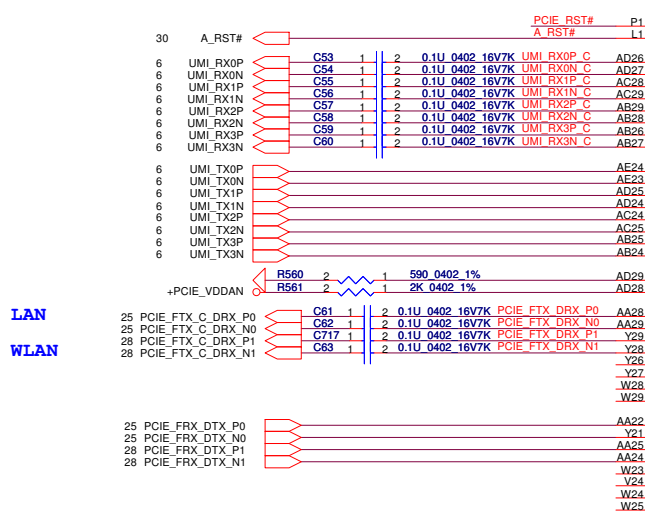 PCIE_RST# P1
30 A_RST# A_RST# L1
6 UMI_RX0P C53 1 2 0.1U_0402_16V7K UMI_RX0P_C AD26
6 UMI_RX0N C54 1 2 0.1U_0402_16V7K UMI_RX0N_C AD27
6 UMI_RX1P C55 1 2 0.1U_0402_16V7K UMI_RX1P_C AC28
6 UMI_RX1N C56 1 2 0.1U_0402_16V7K UMI_RX1N_C AC29
6 UMI_RX2P C57 1 2 0.1U_0402_16V7K UMI_RX2P_C AB29
6 UMI_RX2N C58 1 2 0.1U_0402_16V7K UMI_RX2N_C AB28
6 UMI_RX3P C59 1 2 0.1U_0402_16V7K UMI_RX3P_C AB26
6 UMI_RX3N C60 1 2 0.1U_0402_16V7K UMI_RX3N_C AB27
6 UMI_TX0P AE24
6 UMI_TX0N AE23
6 UMI_TX1P AD25
6 UMI_TX1N AD24
6 UMI_TX2P AC24
6 UMI_TX2N AC25
6 UMI_TX3P AB25
6 UMI_TX3N AB24
R560 2 1 590_0402_1% AD29
+PCIE_VDDAN R561 2 1 2K_0402_1% AD28
LAN 25 PCIE_FTX_C_DRX_P0 C61 1 2 0.1U_0402_16V7K PCIE_FTX_DRX_P0 AA28
25 PCIE_FTX_C_DRX_N0 C62 1 2 0.1U_0402_16V7K PCIE_FTX_DRX_N0 AA29
28 PCIE_FTX_C_DRX_P1 C717 1 2 0.1U_0402_16V7K PCIE_FTX_DRX_P1 Y29
WLAN 28 PCIE_FTX_C_DRX_N1 C63 1 2 0.1U_0402_16V7K PCIE_FTX_DRX_N1 Y28
Y26
Y27
W28
W29
25 PCIE_FRX_DTX_P0 AA22
25 PCIE_FRX_DTX_N0 Y21
28 PCIE_FRX_DTX_P1 AA25
28 PCIE_FRX_DTX_N1 AA24
W23
V24
W24
W25